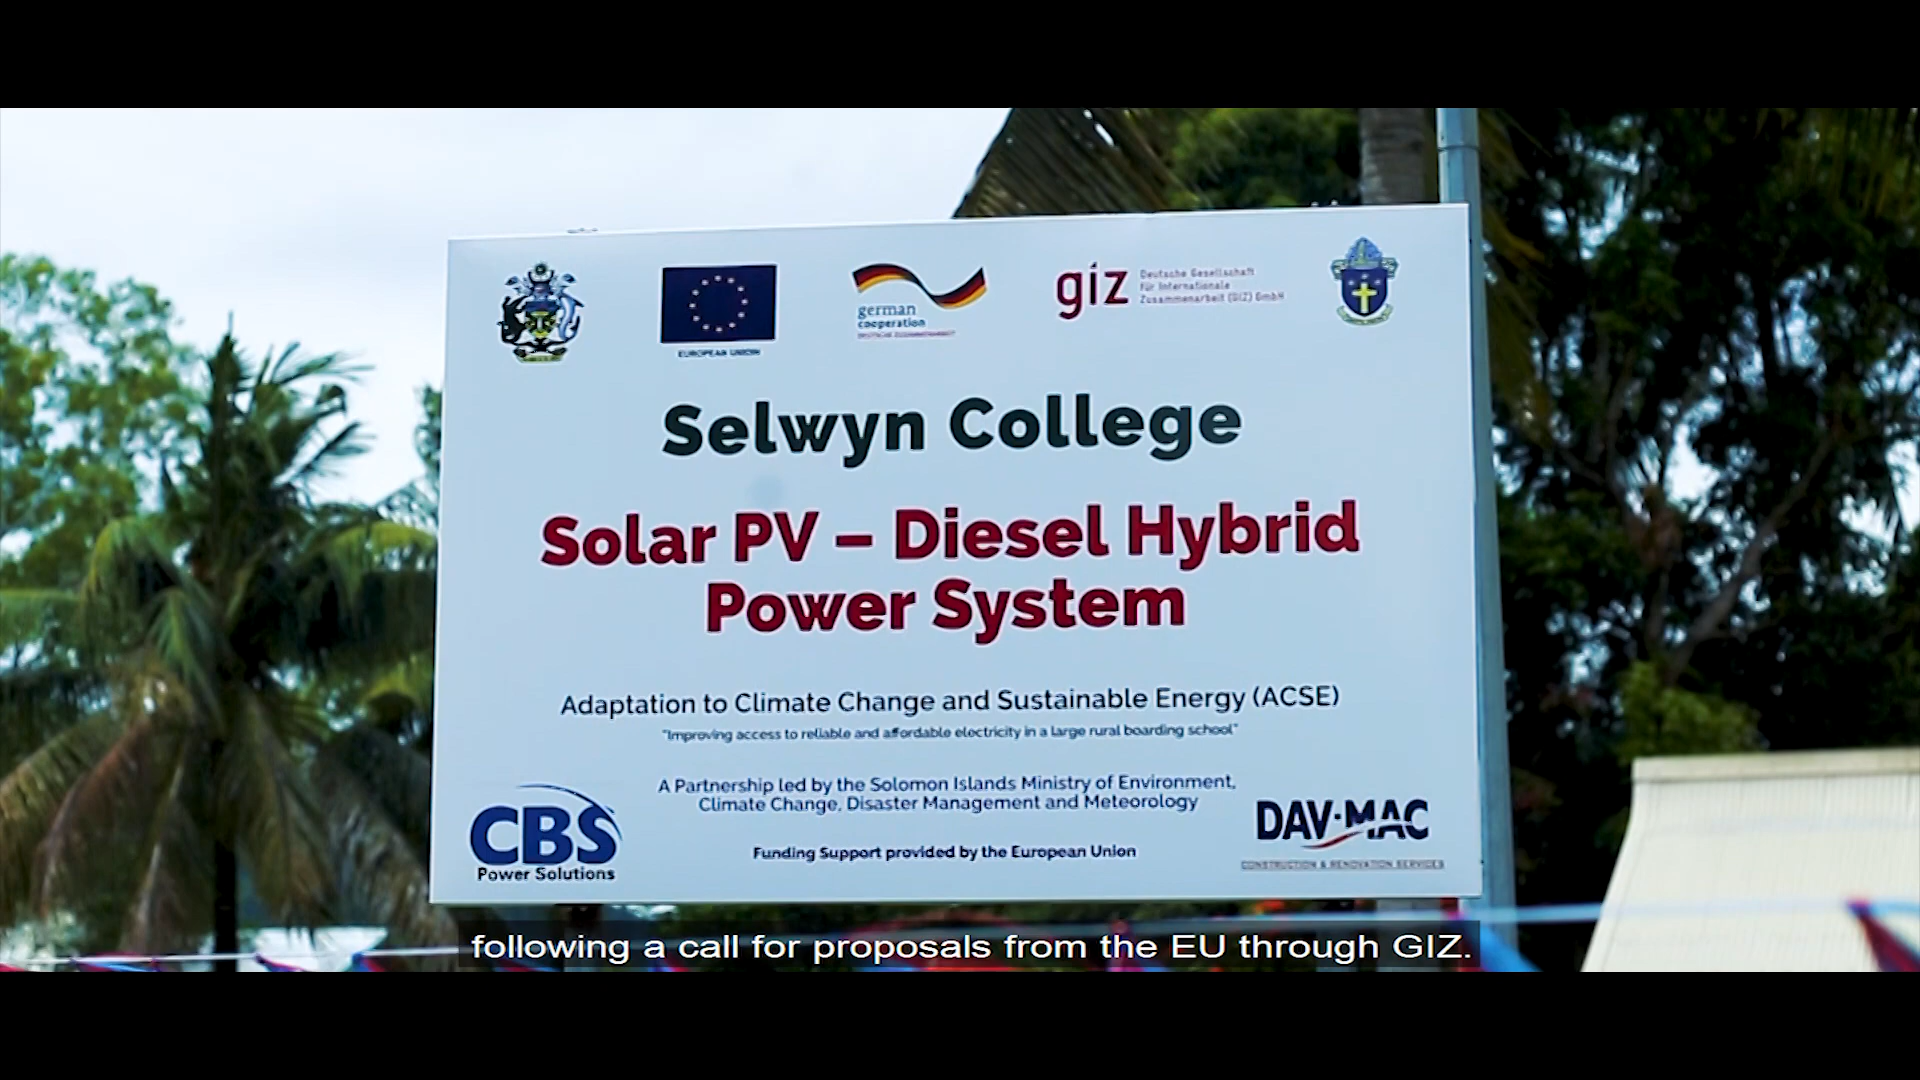 EUROPEAN UNION
german
cooperation
DEUTSCHE ZUSAMMENARBEIT
giz
Deutsche Gesellschaft
für Internationale
Zusammenarbeit (GIZ) GmbH
Selwyn College
Solar PV – Diesel Hybrid
Power System
Adaptation to Climate Change and Sustainable Energy (ACSE)
"Improving access to reliable and affordable electricity in a large rural boarding school"
A Partnership led by the Solomon Islands Ministry of Environment,
Climate Change, Disaster Management and Meteorology
Funding Support provided by the European Union
CBS
Power Solutions
DAV·MAC
CONSTRUCTION & RENOVATION SERVICES
following a call for proposals from the EU through GIZ.